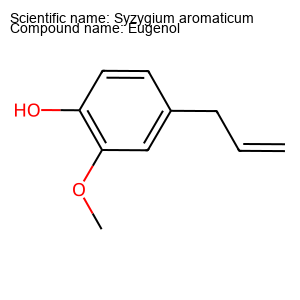 Scientific name: Syzygium aromaticum
Compound name: Eugenol
HO
O